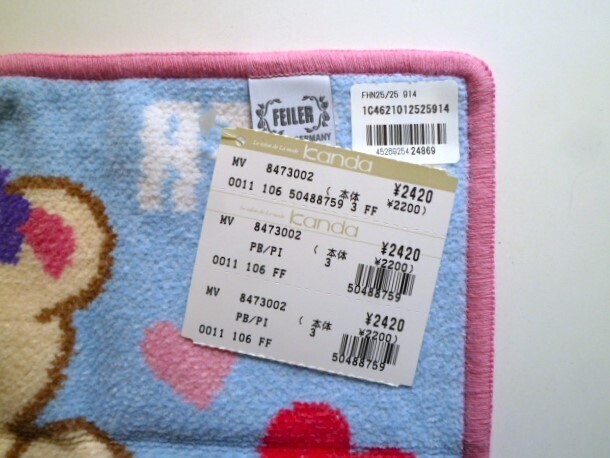 FEILER
GERMANY
FHN25/25 914
1C4621012525914
45269254 24869
Kanda
MV 8473002 ¥2420
( 本体 ¥2200)
0011 106 50488759 3 FF
Kanda
MV 8473002 ¥2420
PB/PI ( 本体 ¥2200)
3
0011 106 FF
50488759
MV 8473002 ¥2420
PB/PI ( 本体 ¥2200)
3
0011 106 FF
50488759